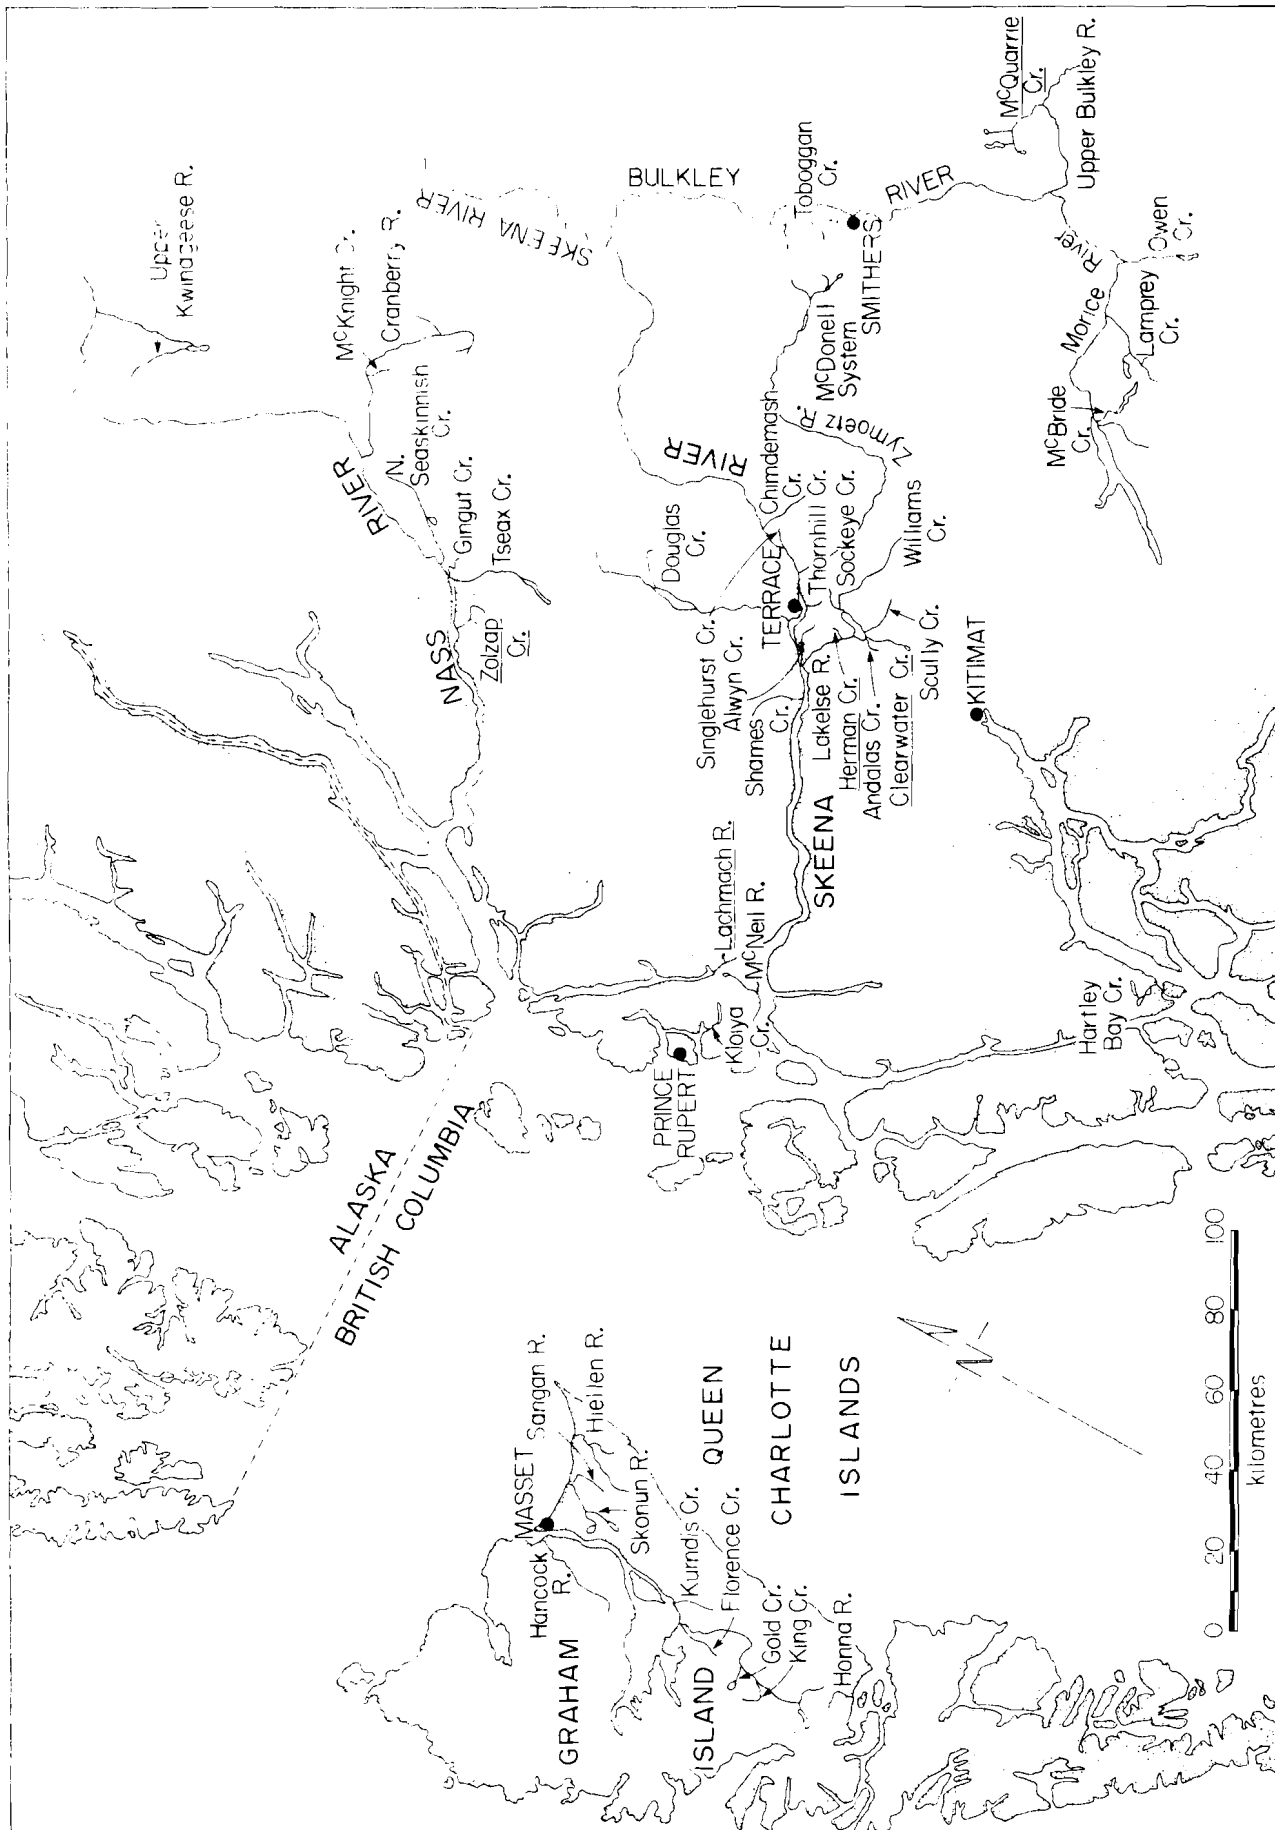 Upper
Kwinageese R.
McKnight Cr.
Cranberry R.
N.
Seaskinnish
Cr.
Gingut Cr.
Tseax Cr.
NASS
RIVER
Zolzap
Cr.
SKEENA RIVER
BULKLEY
RIVER
Toboggan
Cr.
SMITHERS
McDonell
System
McQuarrie
Cr.
Upper Bulkley R.
Morice
River
Owen
Cr.
Lamprey
Cr.
McBride
Cr.
Chimdemash
Cr.
Zymoetz R.
RIVER
Douglas
Cr.
TERRACE
Thornhill Cr.
Sockeye Cr.
Williams
Cr.
Singlehurst Cr.
Alwyn Cr.
Shames
Cr.
SKEENA
Lakelse R.
Herman Cr.
Andalas Cr.
Clearwater Cr.
Scully Cr.
KITIMAT
Lachmach R.
McNeil R.
Kloiya
Cr.
PRINCE
RUPERT
Hartley
Bay Cr.
ALASKA
BRITISH COLUMBIA
MASSET
Sangan R.
Hiellen R.
Skonun R.
Hancock
R.
Kumdis Cr.
Florence Cr.
Gold Cr.
King Cr.
Honna R.
GRAHAM
ISLAND
QUEEN
CHARLOTTE
ISLANDS
N
0 20 40 60 80 100
kilometres